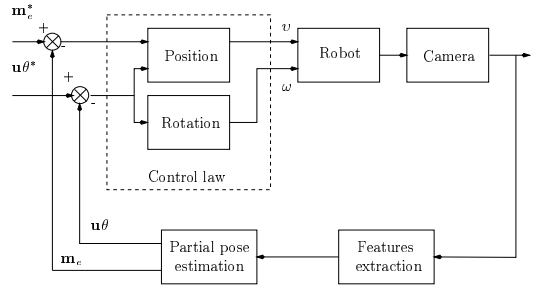 m*e
+
-
Position
υ
Robot
Camera
uθ*
+
-
Rotation
ω
Control law
uθ
me
Partial pose
estimation
Features
extraction